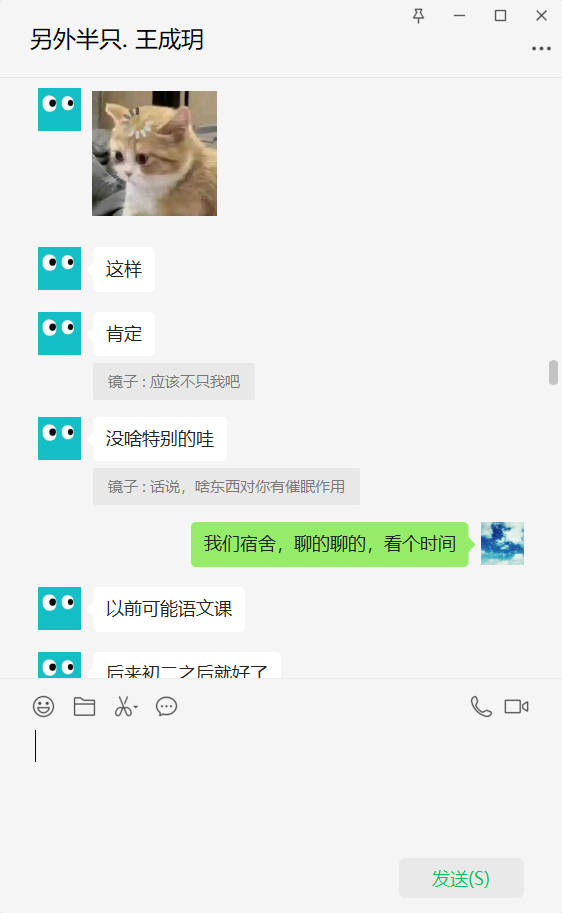 另外半只. 王成玥
这样
肯定
镜子 : 应该不只我吧
没啥特别的哇
镜子 : 话说，啥东西对你有催眠作用
我们宿舍，聊的聊的，看个时间
以前可能语文课
后来初二之后就好了
发送(S)